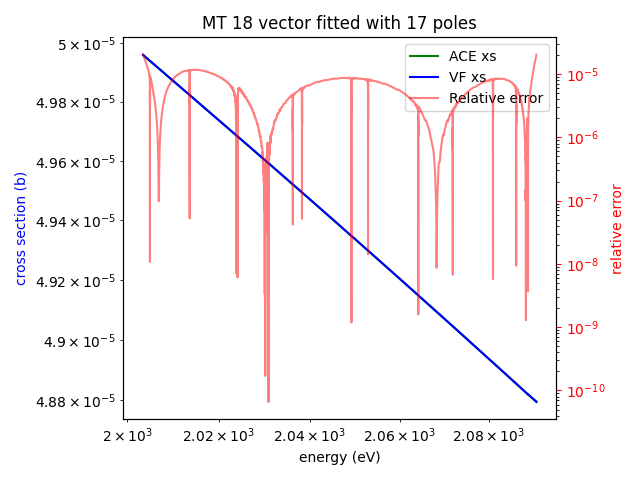 MT 18 vector fitted with 17 poles
ACE xs
VF xs
Relative error
5 × 10⁻⁵
4.98 × 10⁻⁵
4.96 × 10⁻⁵
4.94 × 10⁻⁵
4.92 × 10⁻⁵
4.9 × 10⁻⁵
4.88 × 10⁻⁵
cross section (b)
10⁻⁵
10⁻⁶
10⁻⁷
10⁻⁸
10⁻⁹
10⁻¹⁰
relative error
2 × 10³ 2.02 × 10³ 2.04 × 10³ 2.06 × 10³ 2.08 × 10³
energy (eV)